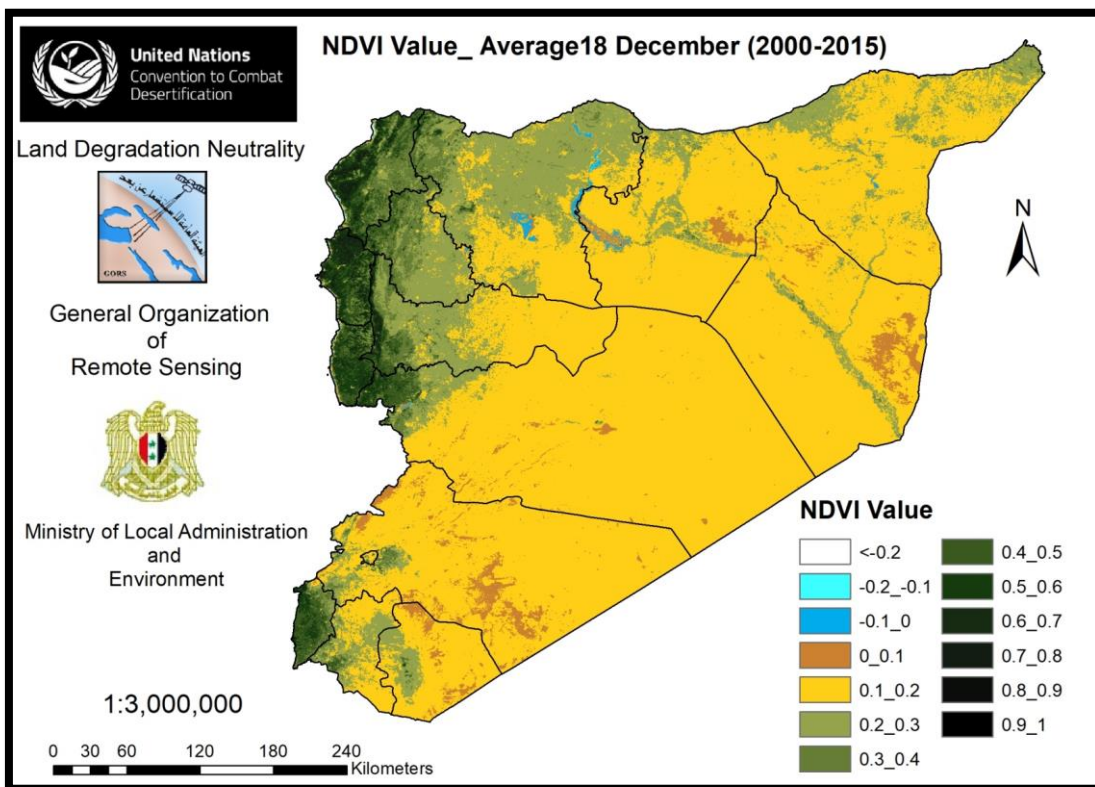 United Nations
Convention to Combat
Desertification
NDVI Value_ Average18 December (2000-2015)
Land Degradation Neutrality
GORS
General Organization
of
Remote Sensing
Ministry of Local Administration
and
Environment
1:3,000,000
0 30 60 120 180 240
Kilometers
N
NDVI Value
<-0.2
-0.2_-0.1
-0.1_0
0_0.1
0.1_0.2
0.2_0.3
0.3_0.4
0.4_0.5
0.5_0.6
0.6_0.7
0.7_0.8
0.8_0.9
0.9_1